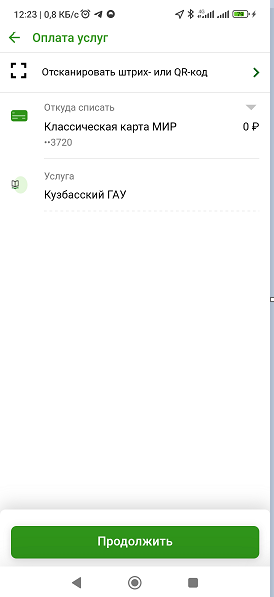 12:23 | 0,8 КБ/с
4G
Оплата услуг
Отсканировать штрих- или QR-код
Откуда списать
Классическая карта МИР 0 ₽
••3720
Услуга
Кузбасский ГАУ
Продолжить